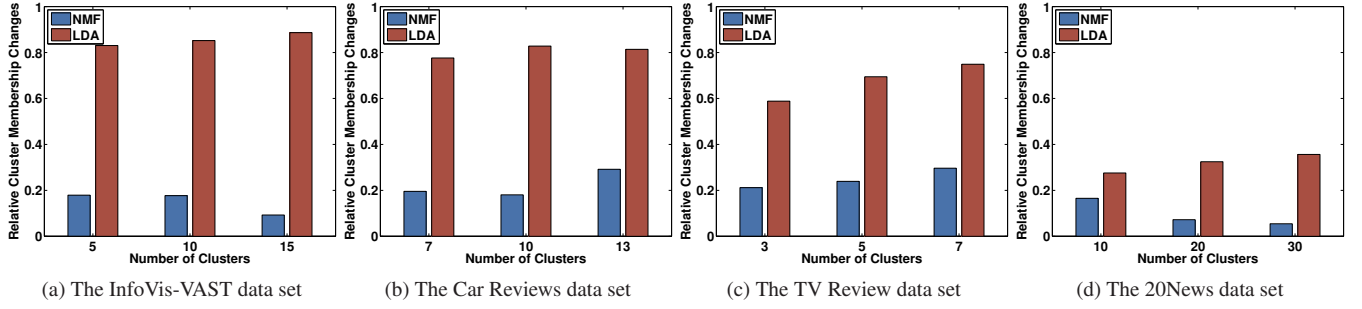 Relative Cluster Membership Changes
1
0.8
0.6
0.4
0.2
0
NMF
LDA
5 10 15
Number of Clusters
(a) The InfoVis-VAST data set
Relative Cluster Membership Changes
1
0.8
0.6
0.4
0.2
0
NMF
LDA
7 10 13
Number of Clusters
(b) The Car Reviews data set
Relative Cluster Membership Changes
1
0.8
0.6
0.4
0.2
0
NMF
LDA
3 5 7
Number of Clusters
(c) The TV Review data set
Relative Cluster Membership Changes
1
0.8
0.6
0.4
0.2
0
NMF
LDA
10 20 30
Number of Clusters
(d) The 20News data set